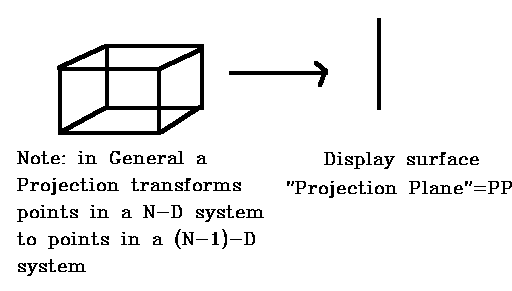 Note: in General a
Projection transforms
points in a N-D system
to points in a (N-1)-D
system
Display surface
"Projection Plane"=PP